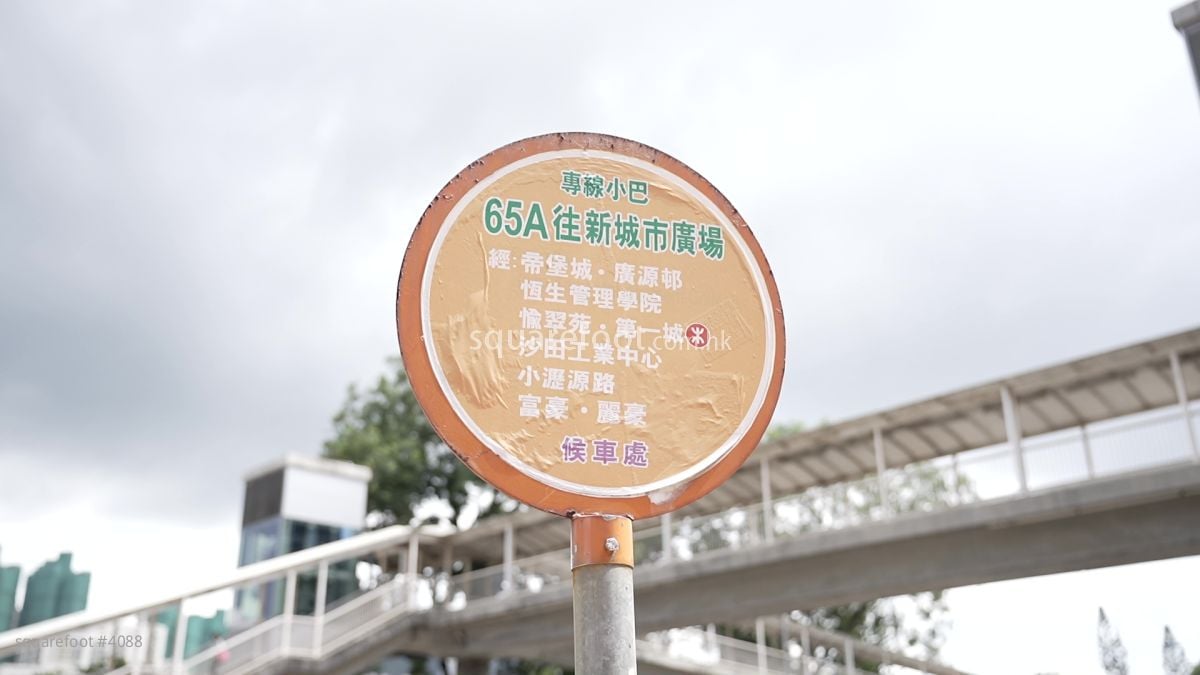 專線小巴
65A往新城市廣場
經:帝堡城・廣源邨
恆生管理學院
愉翠苑・第一城
沙田工業中心
小瀝源路
富豪・麗豪
候車處
squarefoot.com.hk
squarefoot #4088